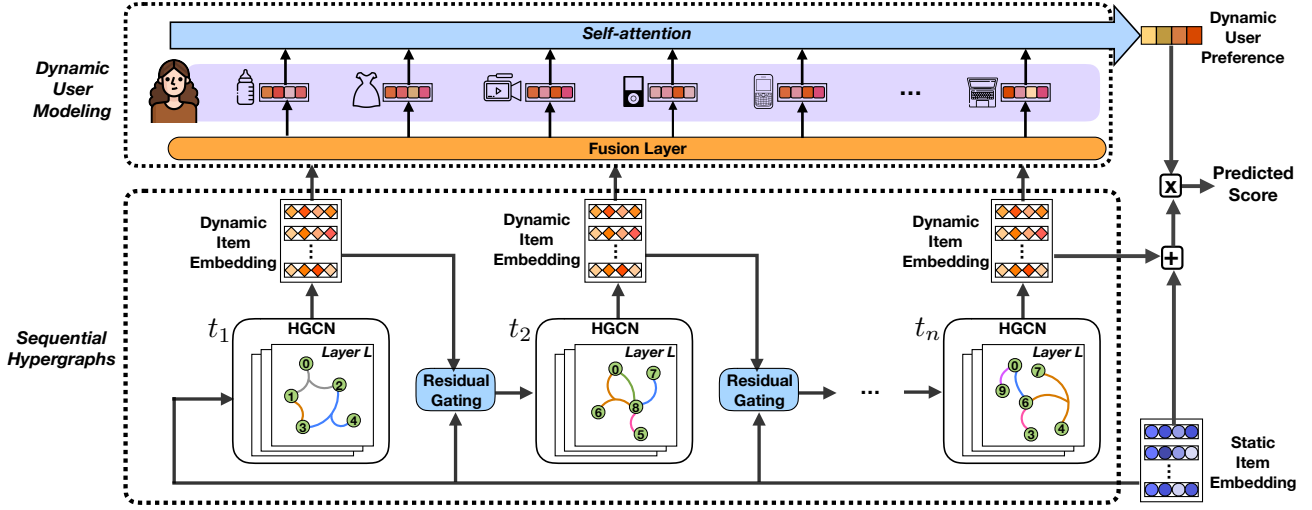 Self-attention
Dynamic
User
Preference
Dynamic
User
Modeling
...
Fusion Layer
Predicted
Score
x
+
Dynamic
Item
Embedding
Dynamic
Item
Embedding
Dynamic
Item
Embedding
Sequential
Hypergraphs
t1
HGCN
Layer L
0
1
2
3
4
Residual
Gating
t2
HGCN
Layer L
0
7
6
8
5
Residual
Gating
...
tn
HGCN
Layer L
0
7
9
6
3
4
Static
Item
Embedding